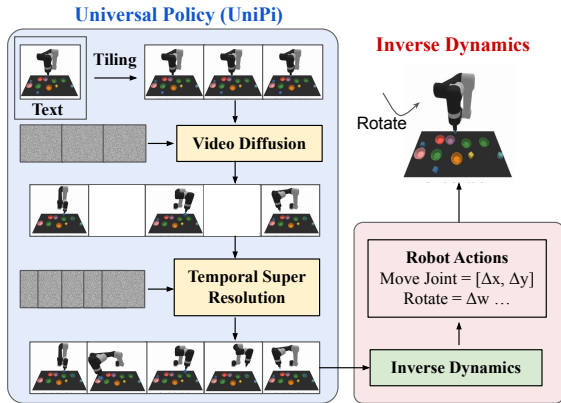 Universal Policy (UniPi)
Tiling
Text
Video Diffusion
Temporal Super
Resolution
Inverse Dynamics
Rotate
Robot Actions
Move Joint = [Δx, Δy]
Rotate = Δw ...
Inverse Dynamics